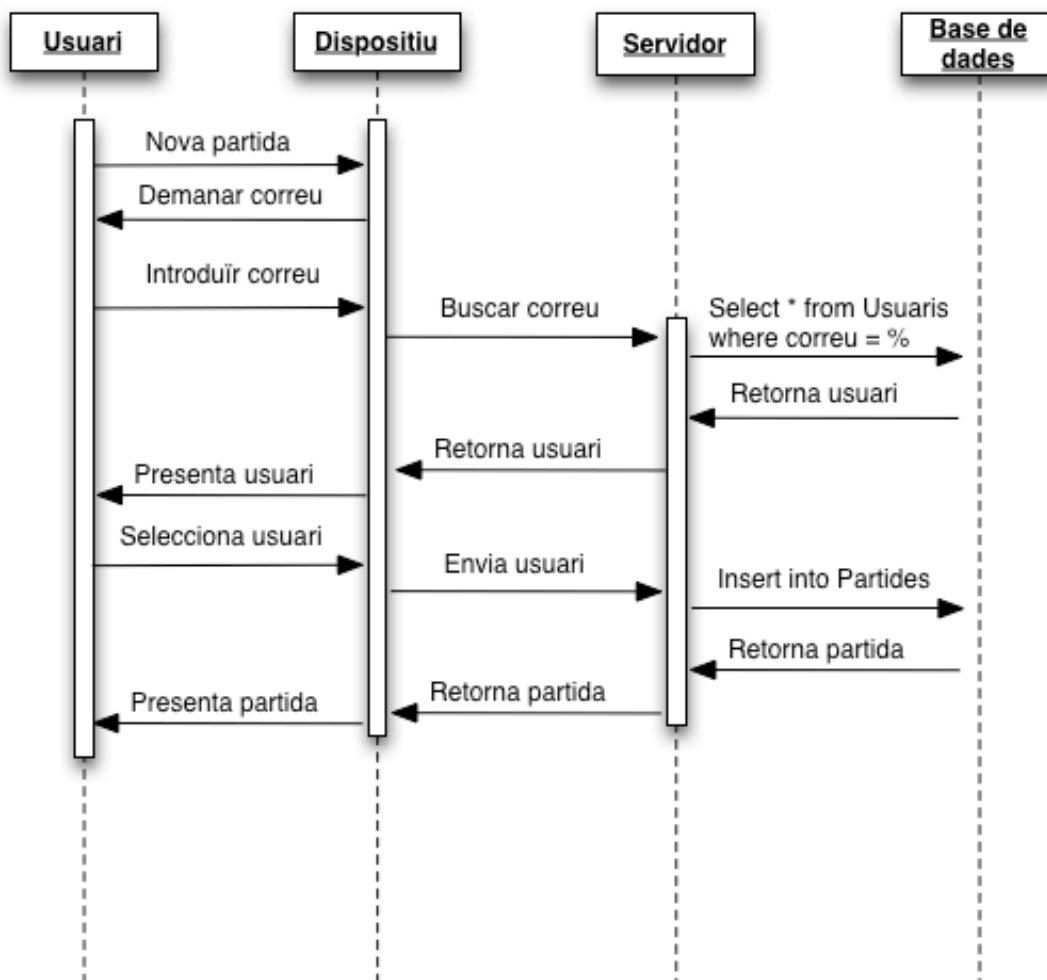 Usuari
Dispositiu
Servidor
Base de
dades
Nova partida
Demanar correu
Introduïr correu
Buscar correu
Select * from Usuaris
where correu = %
Retorna usuari
Retorna usuari
Presenta usuari
Selecciona usuari
Envia usuari
Insert into Partides
Retorna partida
Retorna partida
Presenta partida